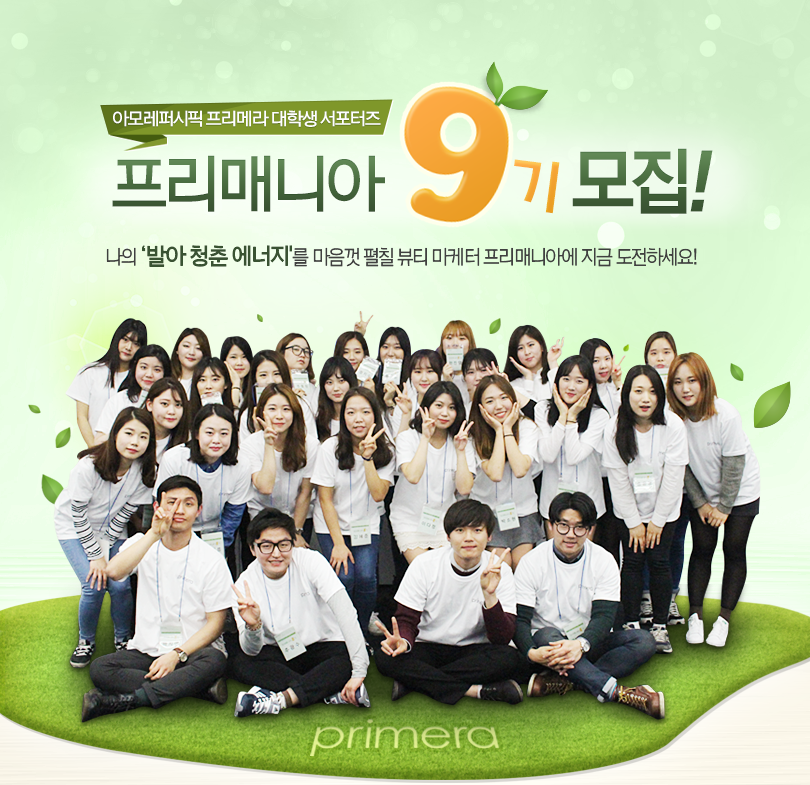 아모레퍼시픽 프리메라 대학생 서포터즈
프리매니아 9기 모집!
나의 '발아 청춘 에너지'를 마음껏 펼칠 뷰티 마케터 프리매니아에 지금 도전하세요!
primera